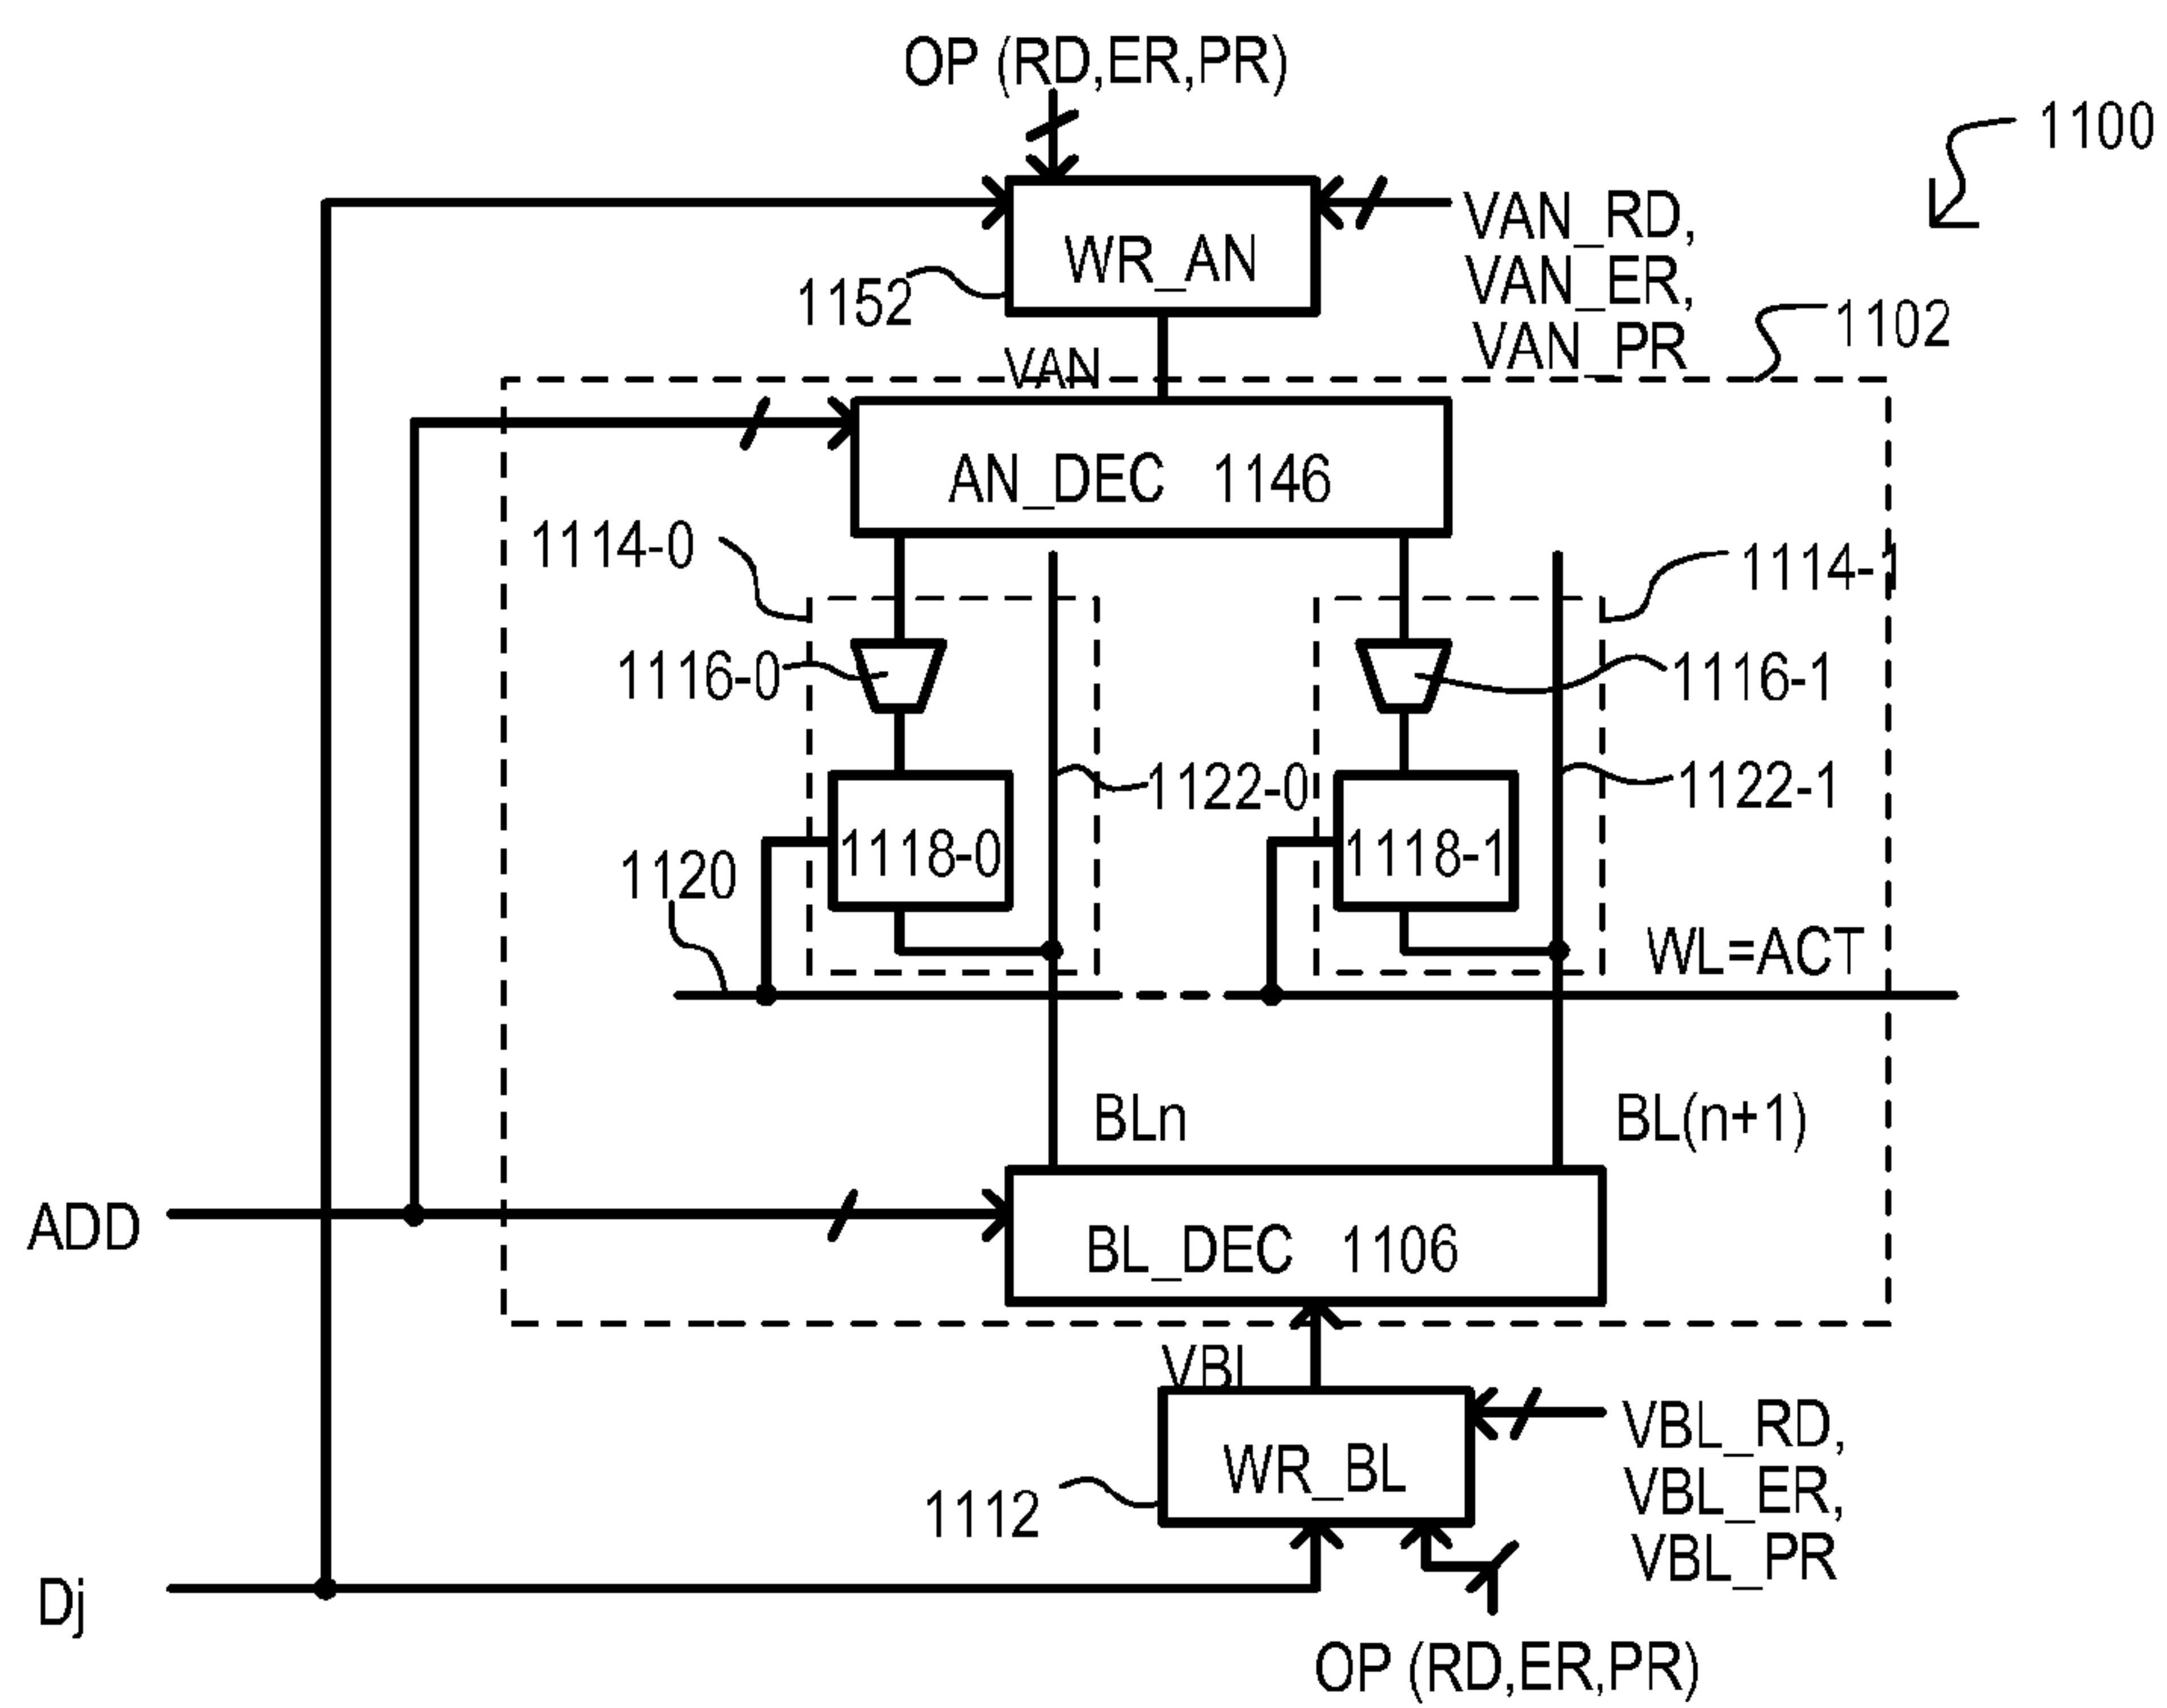 OP (RD,ER,PR)
1100
VAN_RD,
VAN_ER,
VAN_PR
WR_AN
1152
1102
VAN
AN_DEC 1146
1114-0
1114-1
1116-0
1116-1
1122-0
1122-1
1118-0
1118-1
1120
WL=ACT
BLn
BL(n+1)
ADD
BL_DEC 1106
VBL
VBL_RD,
VBL_ER,
VBL_PR
WR_BL
1112
Dj
OP (RD,ER,PR)